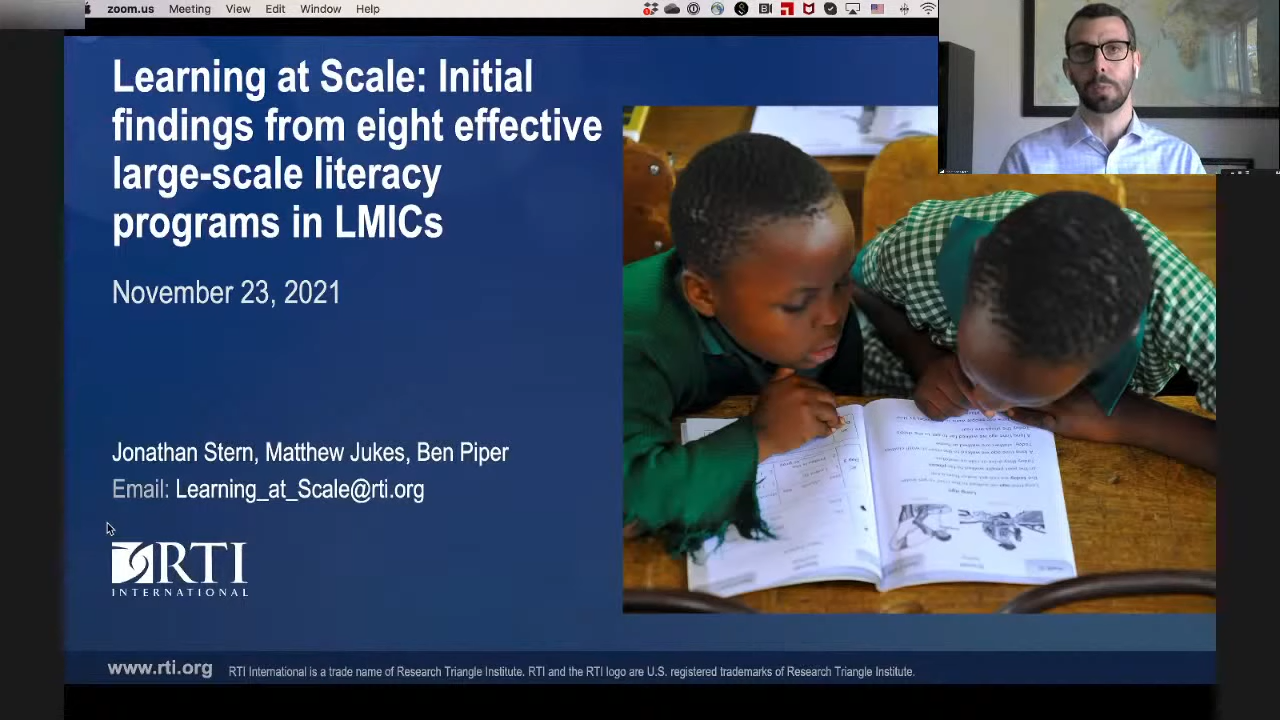 zoom.us Meeting View Edit Window Help
Learning at Scale: Initial
findings from eight effective
large-scale literacy
programs in LMICs
November 23, 2021
Jonathan Stern, Matthew Jukes, Ben Piper
Email: Learning_at_Scale@rti.org
RTI
INTERNATIONAL
www.rti.org RTI International is a trade name of Research Triangle Institute. RTI and the RTI logo are U.S. registered trademarks of Research Triangle Institute.